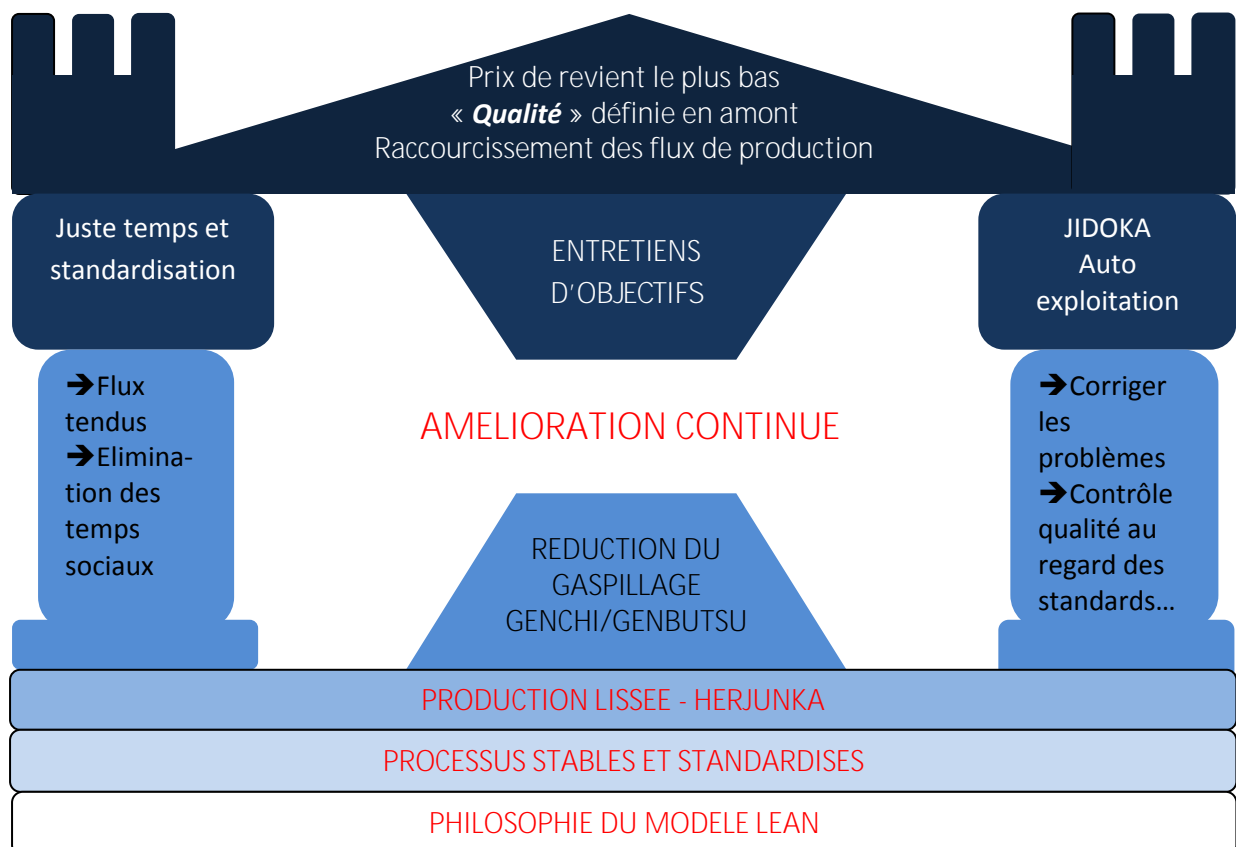 Prix de revient le plus bas
« Qualité » définie en amont
Raccourcissement des flux de production
Juste temps et
standardisation
ENTRETIENS
D'OBJECTIFS
JIDOKA
Auto
exploitation
➔Flux
tendus
➔Elimina-
tion des
temps
sociaux
AMELIORATION CONTINUE
➔Corriger
les
problèmes
➔Contrôle
qualité au
regard des
standards…
REDUCTION DU
GASPILLAGE
GENCHI/GENBUTSU
PRODUCTION LISSEE - HERJUNKA
PROCESSUS STABLES ET STANDARDISES
PHILOSOPHIE DU MODELE LEAN